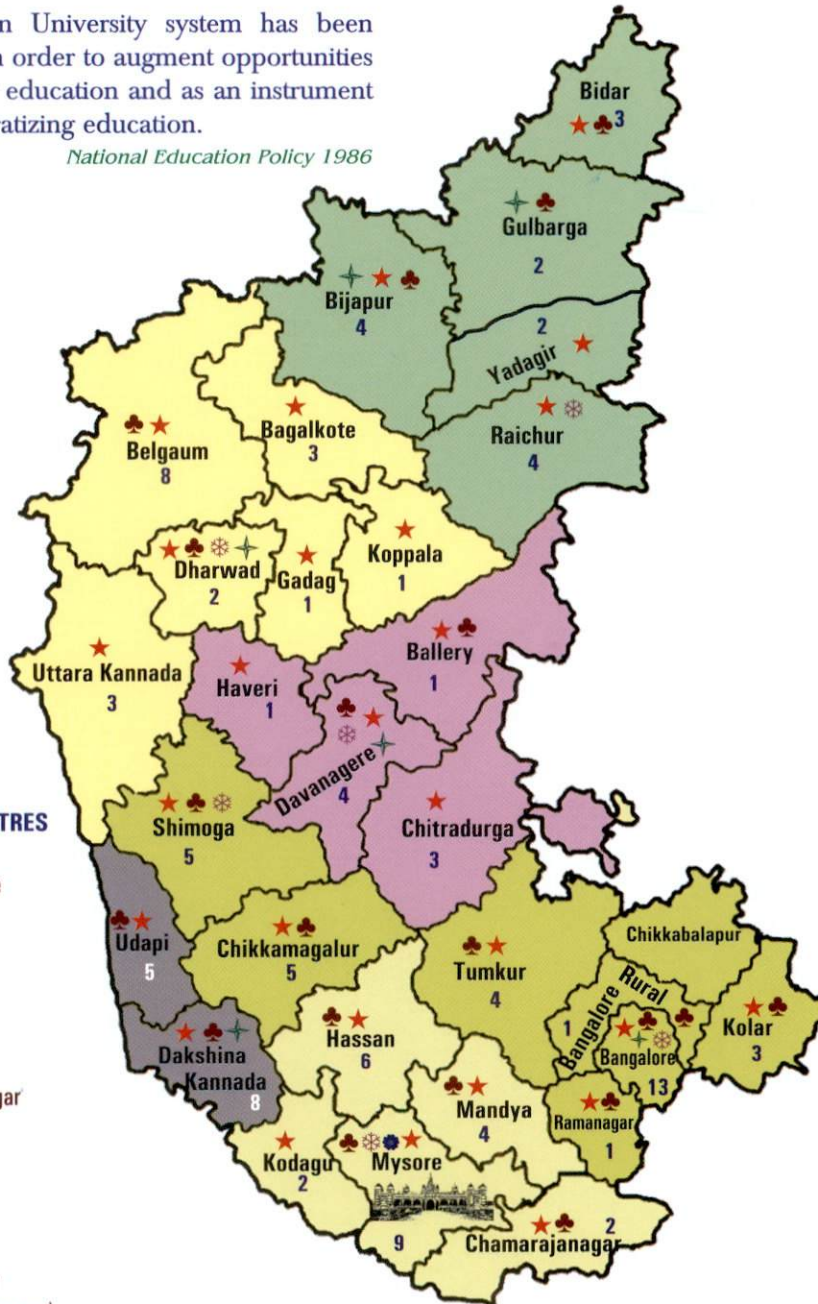 n University system has been
n order to augment opportunities
education and as an instrument
ratizing education.
National Education Policy 1986
Bidar
3
Gulbarga
2
Bijapur
4
2
Yadagir
Raichur
4
Bagalkote
3
Belgaum
8
Koppala
1
Dharwad
2
Gadag
1
Uttara Kannada
3
Haveri
1
Ballery
1
Davanagere
4
Chitradurga
3
TRES
Shimoga
5
Udapi
5
Chikkamagalur
5
Tumkur
4
Chikkabalapur
Bangalore Rural
1
Bangalore
13
Kolar
3
Hassan
6
Dakshina
Kannada
8
gar
Mandya
4
Ramanagar
1
Kodagu
2
Mysore
9
Chamarajanagar
2